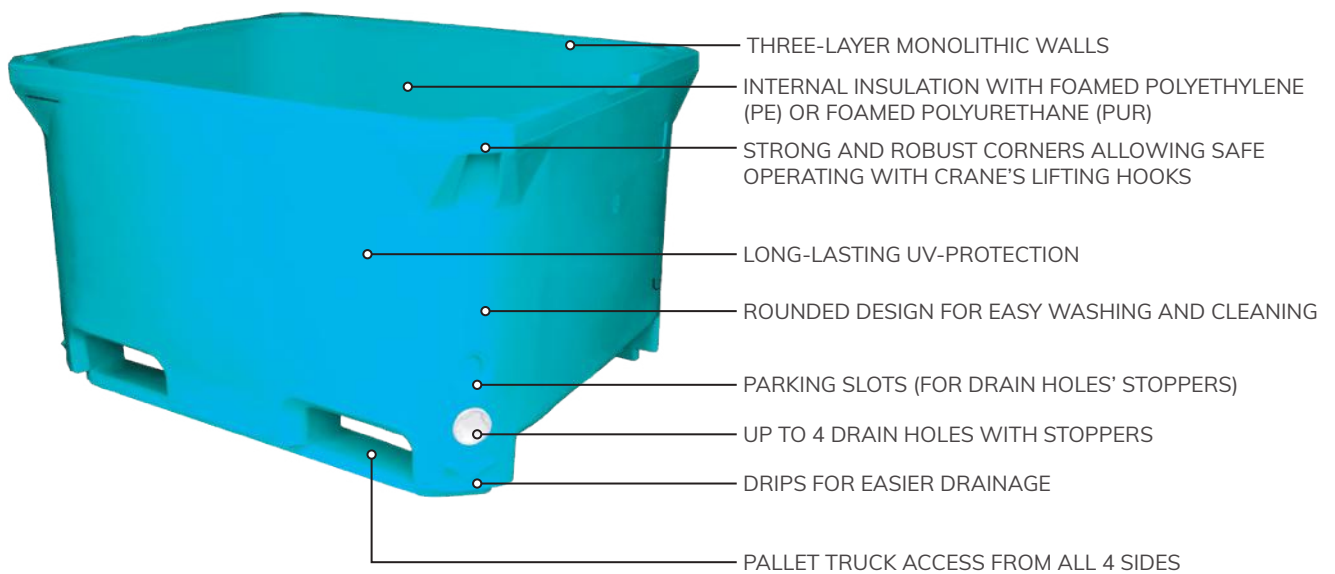 THREE-LAYER MONOLITHIC WALLS
INTERNAL INSULATION WITH FOAMED POLYETHYLENE
(PE) OR FOAMED POLYURETHANE (PUR)
STRONG AND ROBUST CORNERS ALLOWING SAFE
OPERATING WITH CRANE'S LIFTING HOOKS
LONG-LASTING UV-PROTECTION
ROUNDED DESIGN FOR EASY WASHING AND CLEANING
PARKING SLOTS (FOR DRAIN HOLES' STOPPERS)
UP TO 4 DRAIN HOLES WITH STOPPERS
DRIPS FOR EASIER DRAINAGE
PALLET TRUCK ACCESS FROM ALL 4 SIDES